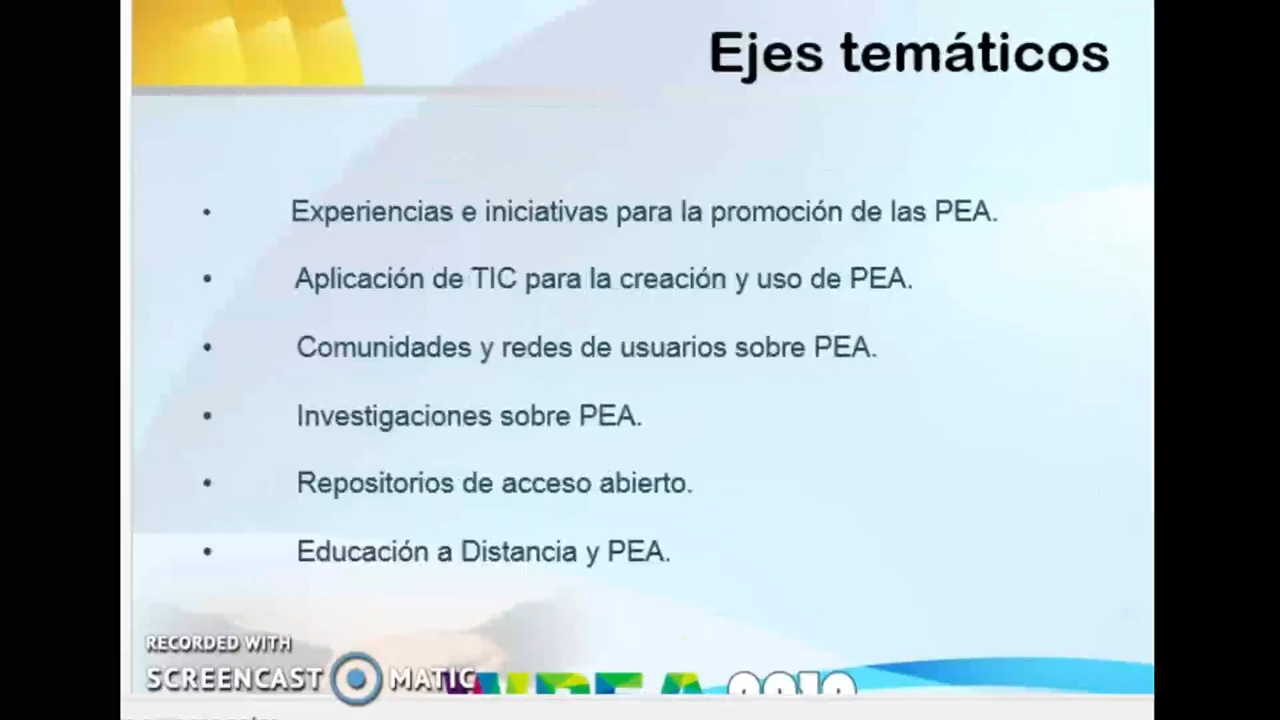 Ejes temáticos
• Experiencias e iniciativas para la promoción de las PEA.
• Aplicación de TIC para la creación y uso de PEA.
• Comunidades y redes de usuarios sobre PEA.
• Investigaciones sobre PEA.
• Repositorios de acceso abierto.
• Educación a Distancia y PEA.
RECORDED WITH
SCREENCAST MATIC